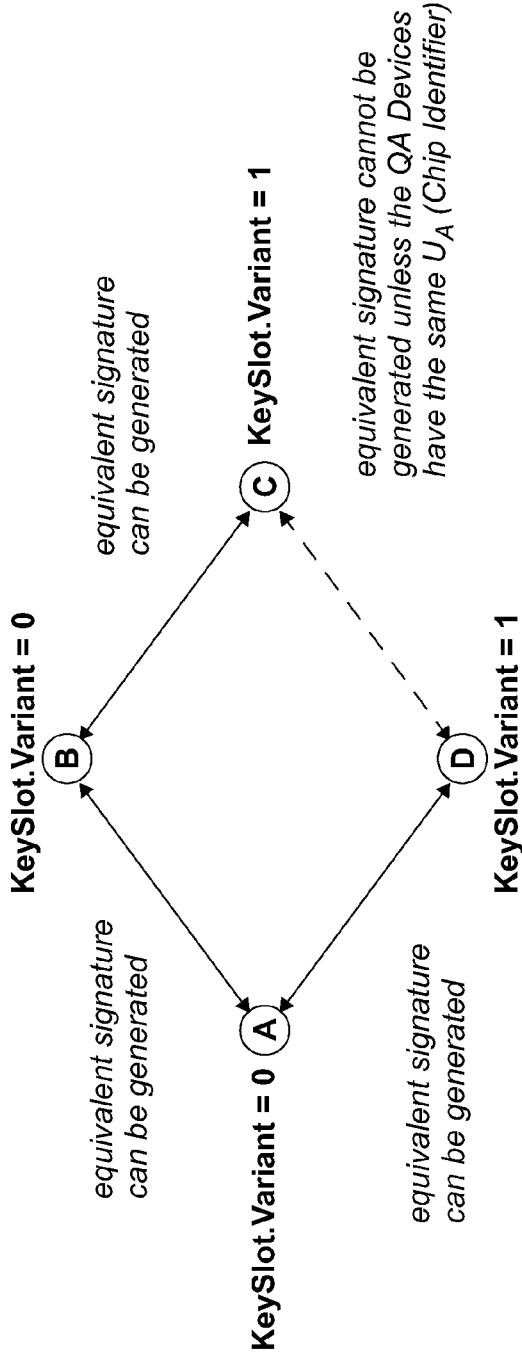 KeySlot.Variant = 0
B
equivalent signature
can be generated
equivalent signature
can be generated
KeySlot.Variant = 0
A
C
KeySlot.Variant = 1
equivalent signature
can be generated
D
KeySlot.Variant = 1
equivalent signature cannot be
generated unless the QA Devices
have the same U_A (Chip Identifier)